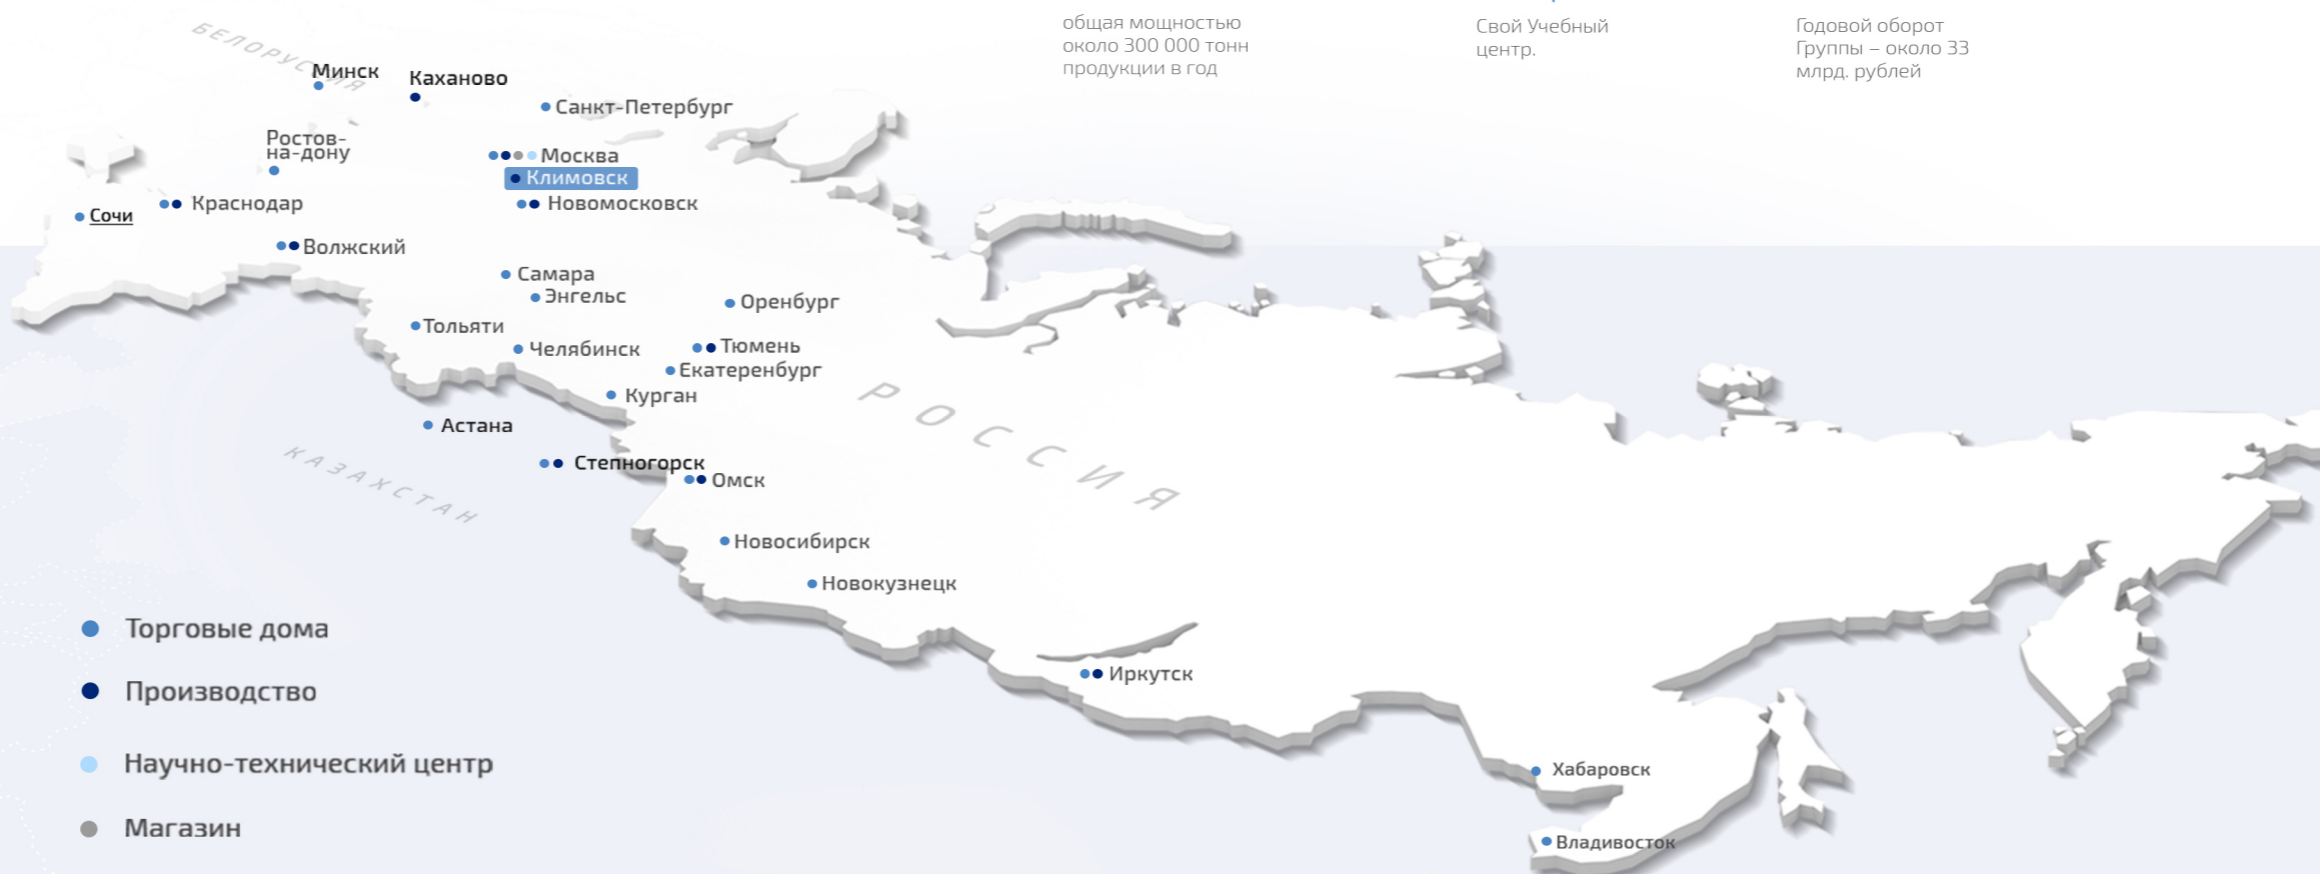 общая мощностью
около 300 000 тонн
продукции в год
Свой Учебный
центр.
Годовой оборот
Группы – около 33
млрд. рублей
БЕЛОРУССИЯ
Минск
Каханово
Санкт-Петербург
Ростов-
на-дону
Москва
Климовск
Новомосковск
Краснодар
Сочи
Волжский
Самара
Энгельс
Оренбург
Тольяти
Челябинск
Тюмень
Екатеренбург
Курган
РОССИЯ
Астана
КАЗАХСТАН
Степногорск
Омск
Новосибирск
Новокузнецк
Иркутск
Хабаровск
Владивосток
Торговые дома
Производство
Научно-технический центр
Магазин